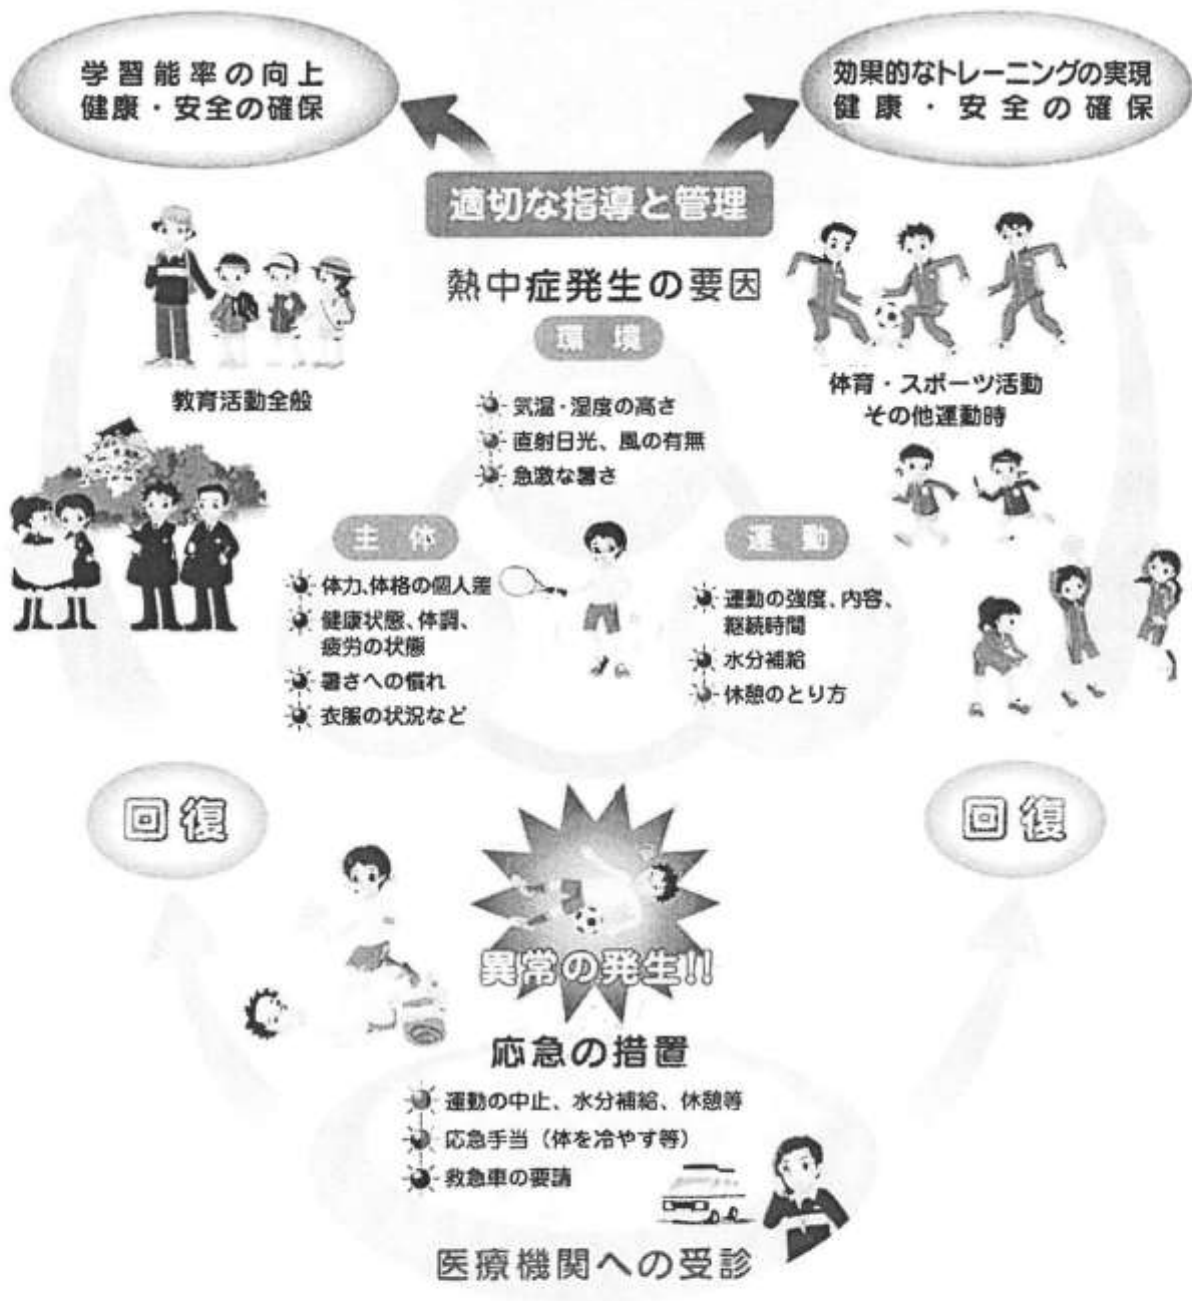 学習能率の向上
健康・安全の確保
効果的なトレーニングの実現
健康・安全の確保
適切な指導と管理
熱中症発生の要因
環境
気温・湿度の高さ
直射日光、風の有無
急激な暑さ
教育活動全般
体育・スポーツ活動
その他運動時
主体
体力、体格の個人差
健康状態、体調、
疲労の状態
暑さへの慣れ
衣服の状況など
運動
運動の強度、内容、
継続時間
水分補給
休憩のとり方
回復
回復
異常の発生!!
応急の措置
運動の中止、水分補給、休憩等
応急手当（体を冷やす等）
救急車の要請
医療機関への受診